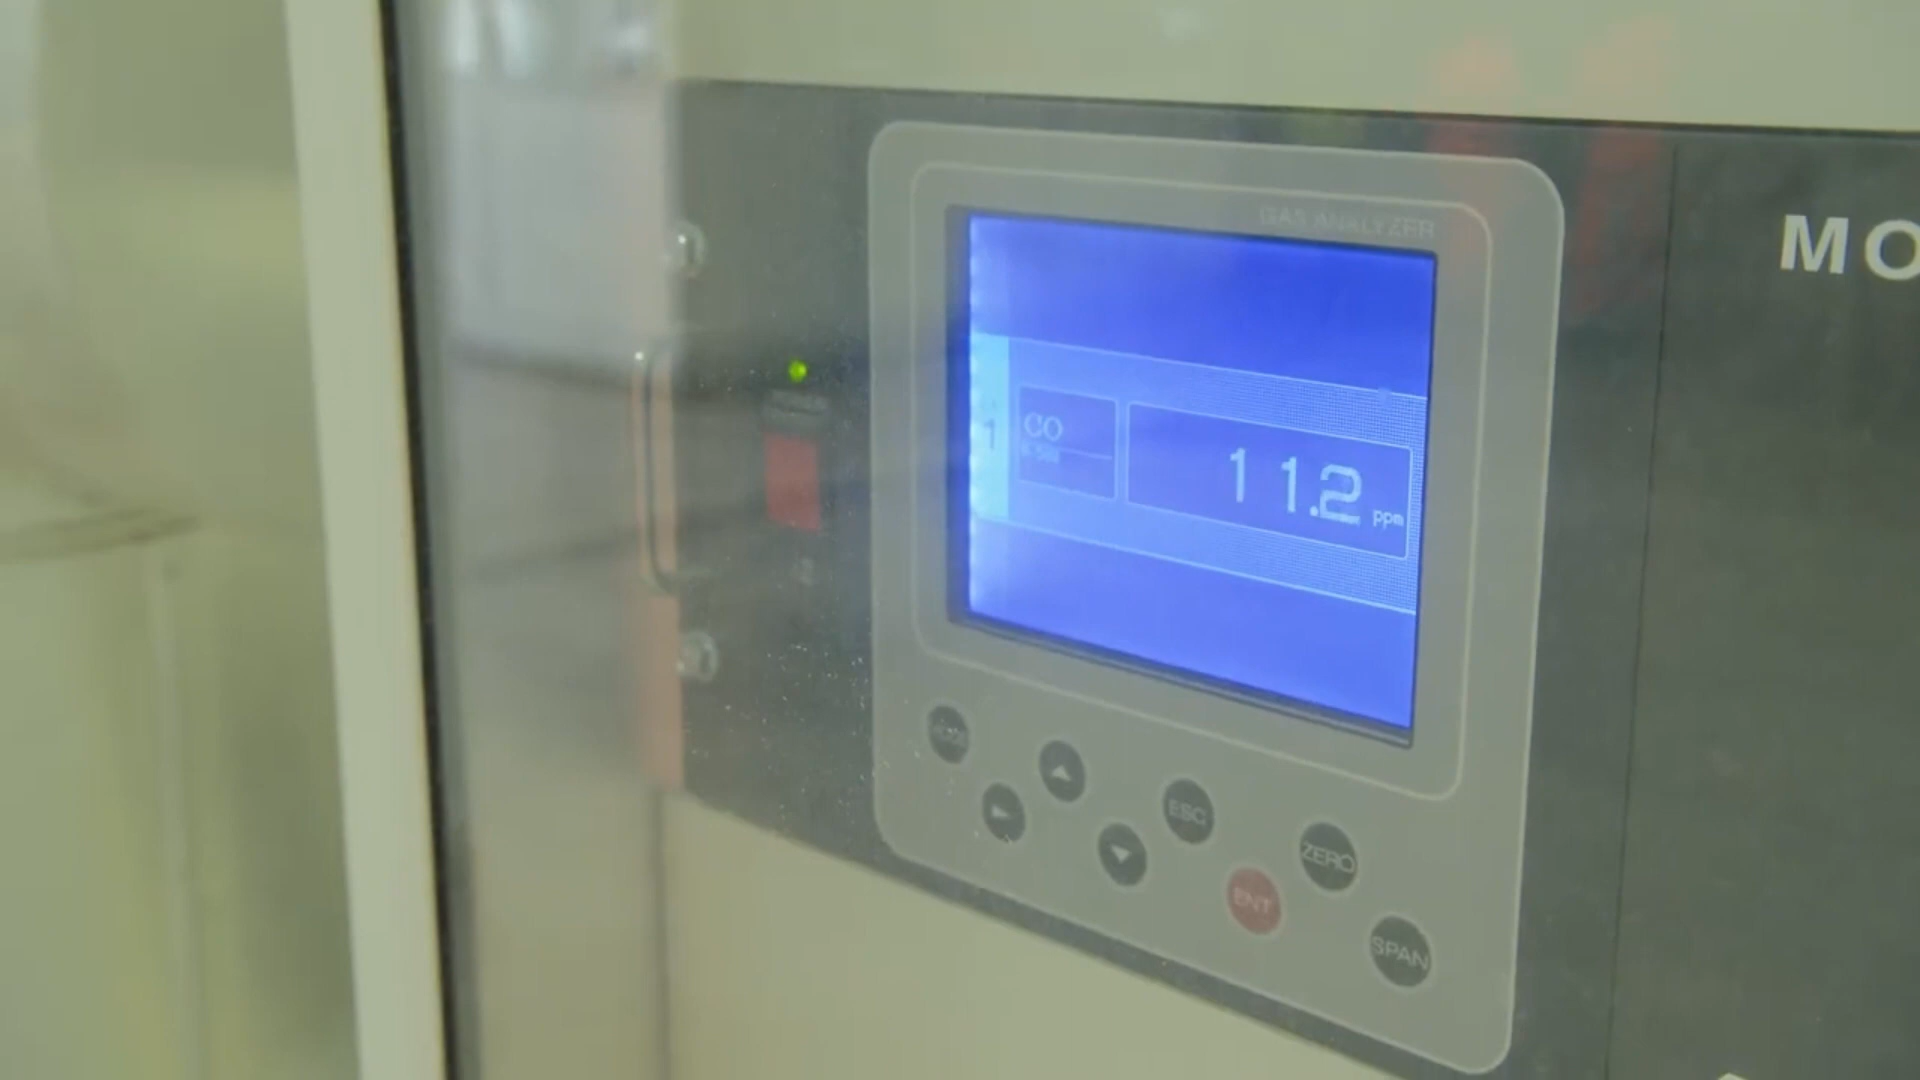 GAS ANALYZER
MO
1
CO
11.2 ppm
ESC
ZERO
ENT
SPAN